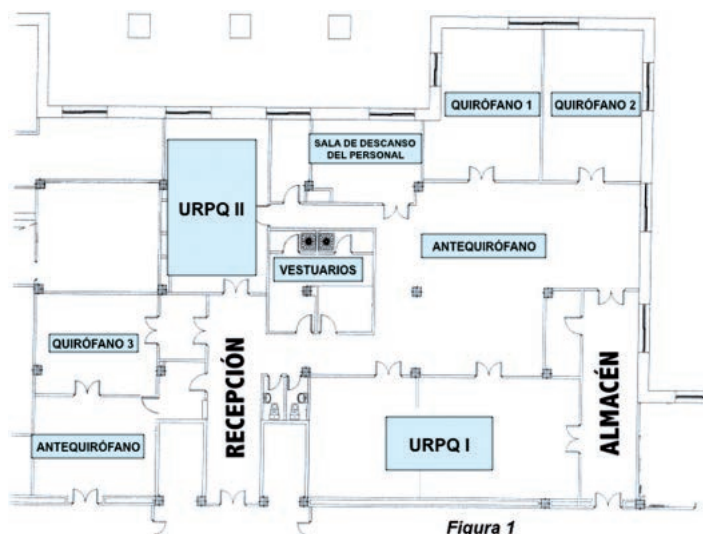 QUIRÓFANO 1
QUIRÓFANO 2
SALA DE DESCANSO
DEL PERSONAL
URPQ II
ANTEQUIRÓFANO
VESTUARIOS
QUIRÓFANO 3
RECEPCIÓN
ALMACÉN
ANTEQUIRÓFANO
URPQ I
Figura 1